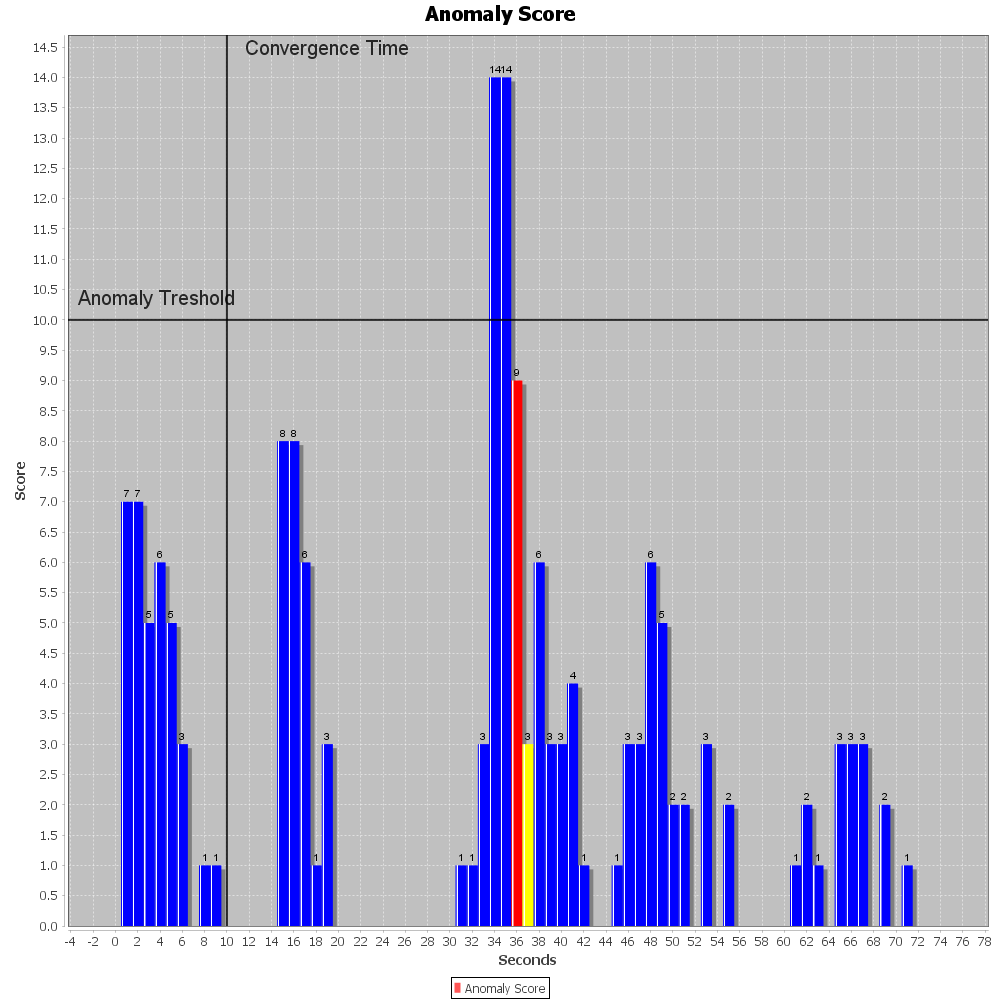 Anomaly Score
14.5
Convergence Time
14 14
14.0
13.5
13.0
12.5
12.0
11.5
11.0
10.5
Anomaly Treshold
10.0
9.5
9
9.0
8.5
8 8
8.0
7.5
7 7
7.0
6.5
6 6 6 6
6.0
5.5
5 5 5
5.0
4.5
4
4.0
3.5
3 3 3 3 3 3 3 3 3 3 3 3
3.0
2.5
2 2 2 2 2
2.0
1.5
1 1 1 1 1 1 1 1 1 1
1.0
0.5
0.0
Score
-4 -2 0 2 4 6 8 10 12 14 16 18 20 22 24 26 28 30 32 34 36 38 40 42 44 46 48 50 52 54 56 58 60 62 64 66 68 70 72 74 76 78
Seconds
Anomaly Score